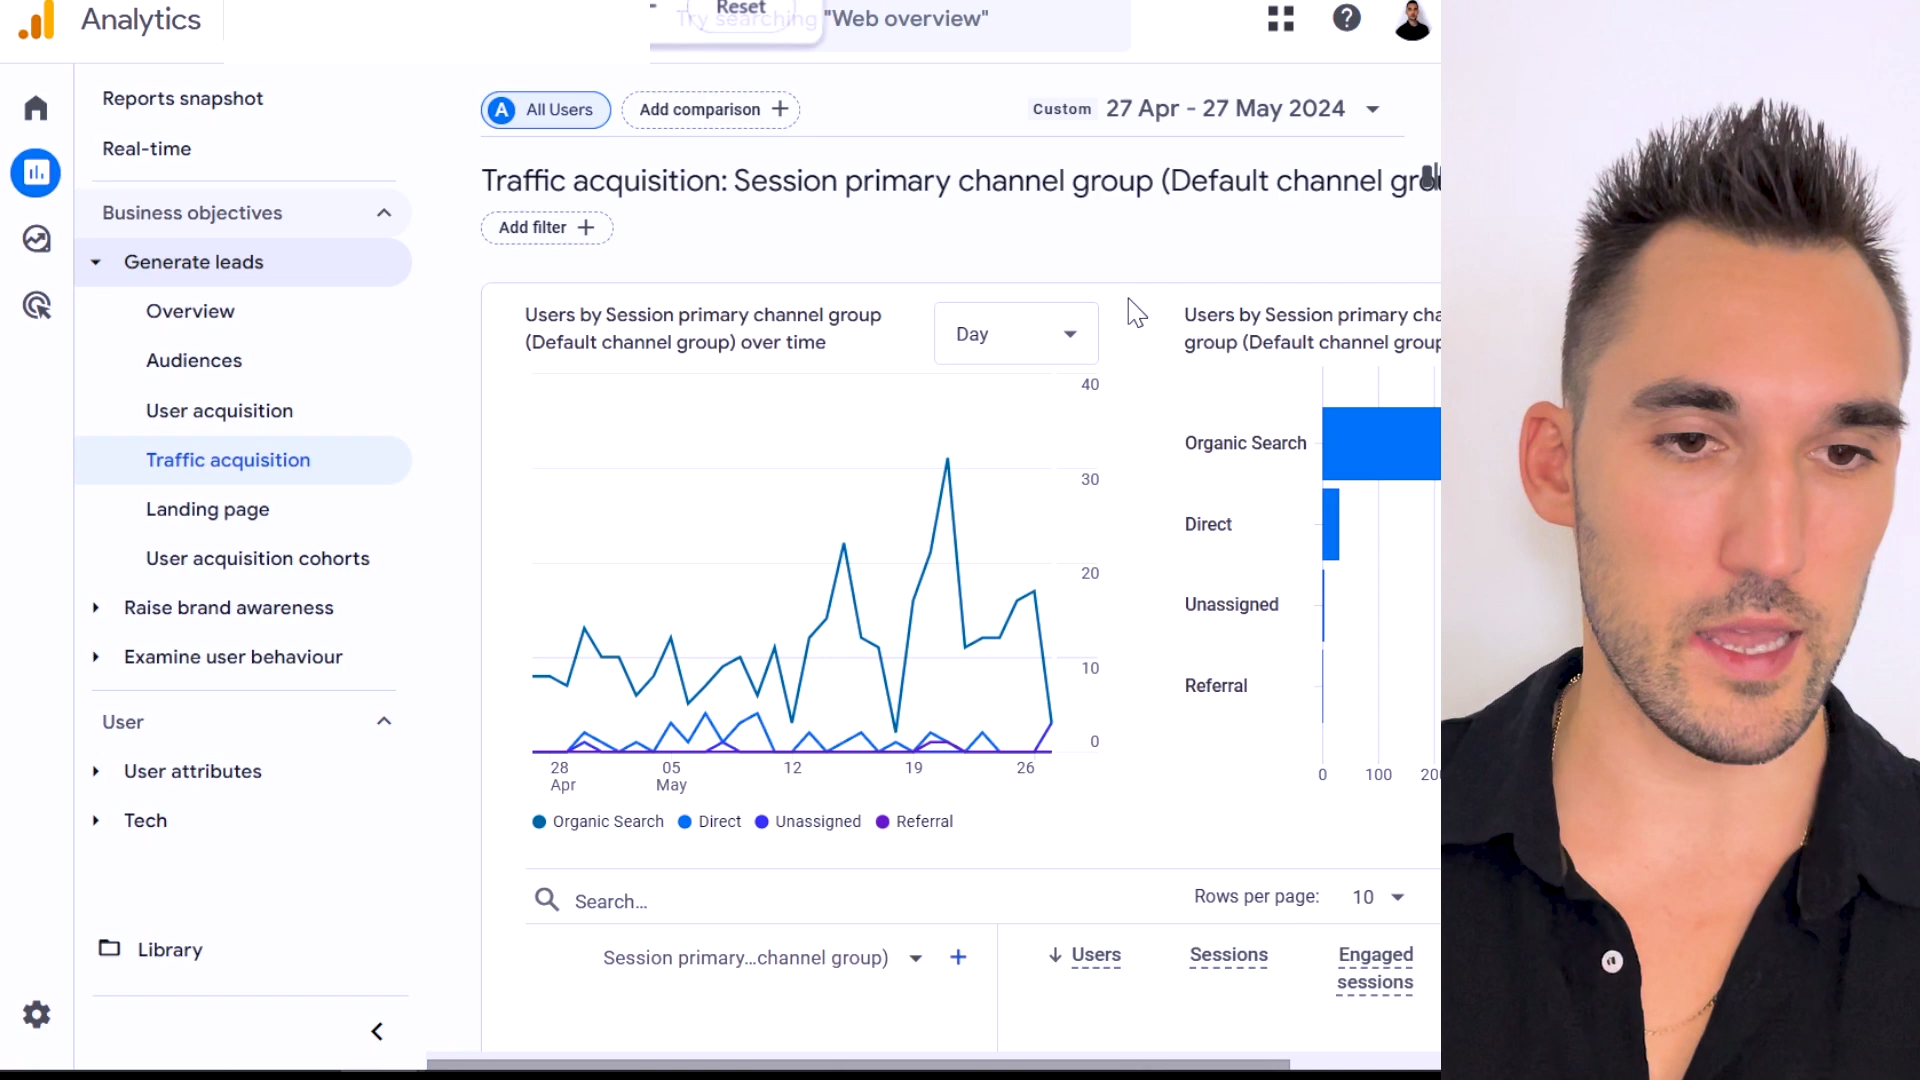 Analytics
Reset
Try searching "Web overview"
Reports snapshot
Real-time
Business objectives
Generate leads
Overview
Audiences
User acquisition
Traffic acquisition
Landing page
User acquisition cohorts
Raise brand awareness
Examine user behaviour
User
User attributes
Tech
Library
A All Users
Add comparison +
Custom 27 Apr - 27 May 2024
Traffic acquisition: Session primary channel group (Default channel
Add filter +
Users by Session primary channel group
(Default channel group) over time
Day
40
30
20
10
0
28
Apr
05
May
12
19
26
Organic Search Direct Unassigned Referral
Users by Session primary
group (Default channel group
Organic Search
Direct
Unassigned
Referral
0 100
Search...
Rows per page: 10
Session primary...channel group) +
Users
Sessions
Engaged
sessions